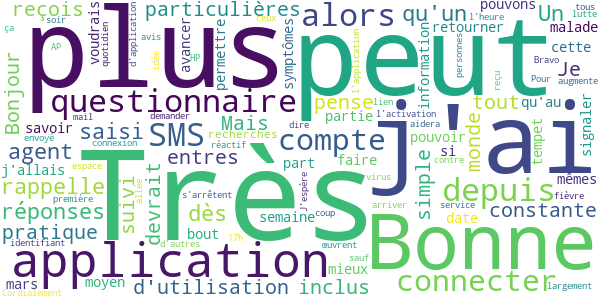 reçois particulières alors qu'un pouvons
ça soir voudrais Un tous
AP d'application avis ceux l'heure lutte
quotidien idée HP retourner malade
Bonjour avancer permettre symptômes l'application information personnes cette
plus peut Bravo
Pour augmente
mail demander lien reçu Je
questionnaire pense tout qu'au
savoir saisi SMS Mais partie l'activation monde signaler
envoyé connexion réactif recherches dire aidera pouvoir si tempet
agent entres compte simple
j'allais part faire contre mêmes
espace j'ai
rappelle suivi aller Très s'arrêtent J'espère virus fièvre
première devrait dès coup arriver service depuis
réponses semaine date constante
pratique d'autres bout œuvrent Bonne
identifiant 17h sauf
application mieux connecter
mars moyen d'utilisation inclus largement
Cordialement